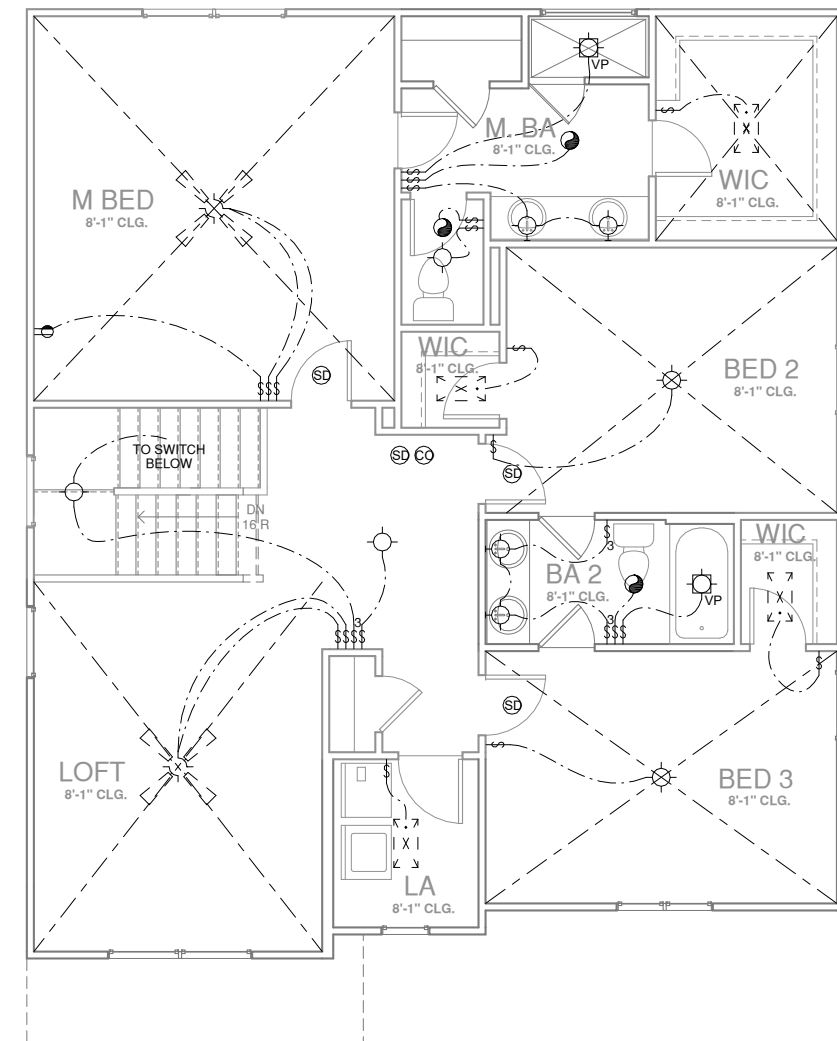 VP
M. BA
8'-1" CLG.
M BED
8'-1" CLG.
WIC
8'-1" CLG.
$
$
$
$
$
$
WIC
8'-1" CLG.
$
BED 2
8'-1" CLG.
SD
$
$
$
TO SWITCH
BELOW
SD CO
$
SD
DN
16 R
WIC
8'-1" CLG.
$
3
BA 2
8'-1" CLG.
VP
3
$
$
$
3
$
$
$
$
$
SD
$
LOFT
8'-1" CLG.
$
BED 3
8'-1" CLG.
LA
8'-1" CLG.